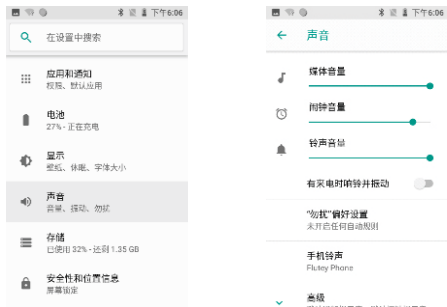 下午6:06
在设置中搜索
应用和通知
权限、默认应用
电池
27% - 正在充电
显示
壁纸、休眠、字体大小
声音
音量、振动、勿扰
存储
已使用 32% - 还剩 1.35 GB
安全性和位置信息
屏幕锁定
下午6:06
声音
媒体音量
闹钟音量
铃声音量
有来电时响铃并振动
“勿扰”偏好设置
未开启任何自动规则
手机铃声
Flutey Phone
高级